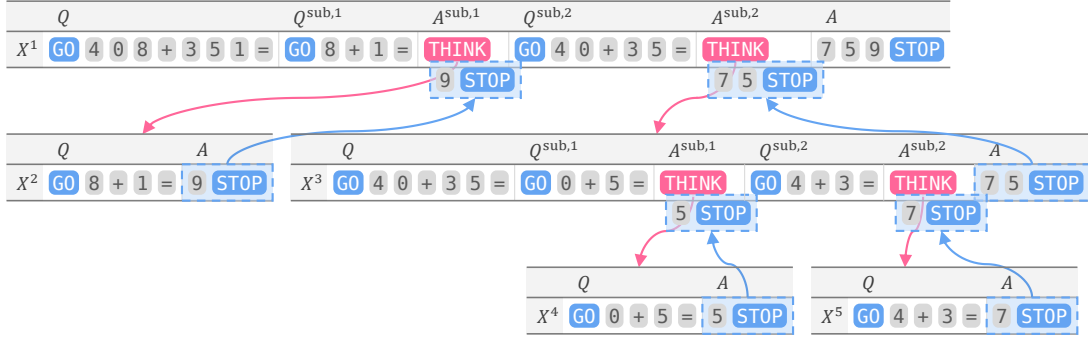 Q Q^sub,1 A^sub,1 Q^sub,2 A^sub,2 A
X^1 GO 4 0 8 + 3 5 1 = GO 8 + 1 = THINK GO 4 0 + 3 5 = THINK 7 5 9 STOP
9 STOP 7 5 STOP
Q A Q Q^sub,1 A^sub,1 Q^sub,2 A^sub,2 A
X^2 GO 8 + 1 = 9 STOP X^3 GO 4 0 + 3 5 = GO 0 + 5 = THINK GO 4 + 3 = THINK 7 5 STOP
5 STOP 7 STOP
Q A Q A
X^4 GO 0 + 5 = 5 STOP X^5 GO 4 + 3 = 7 STOP